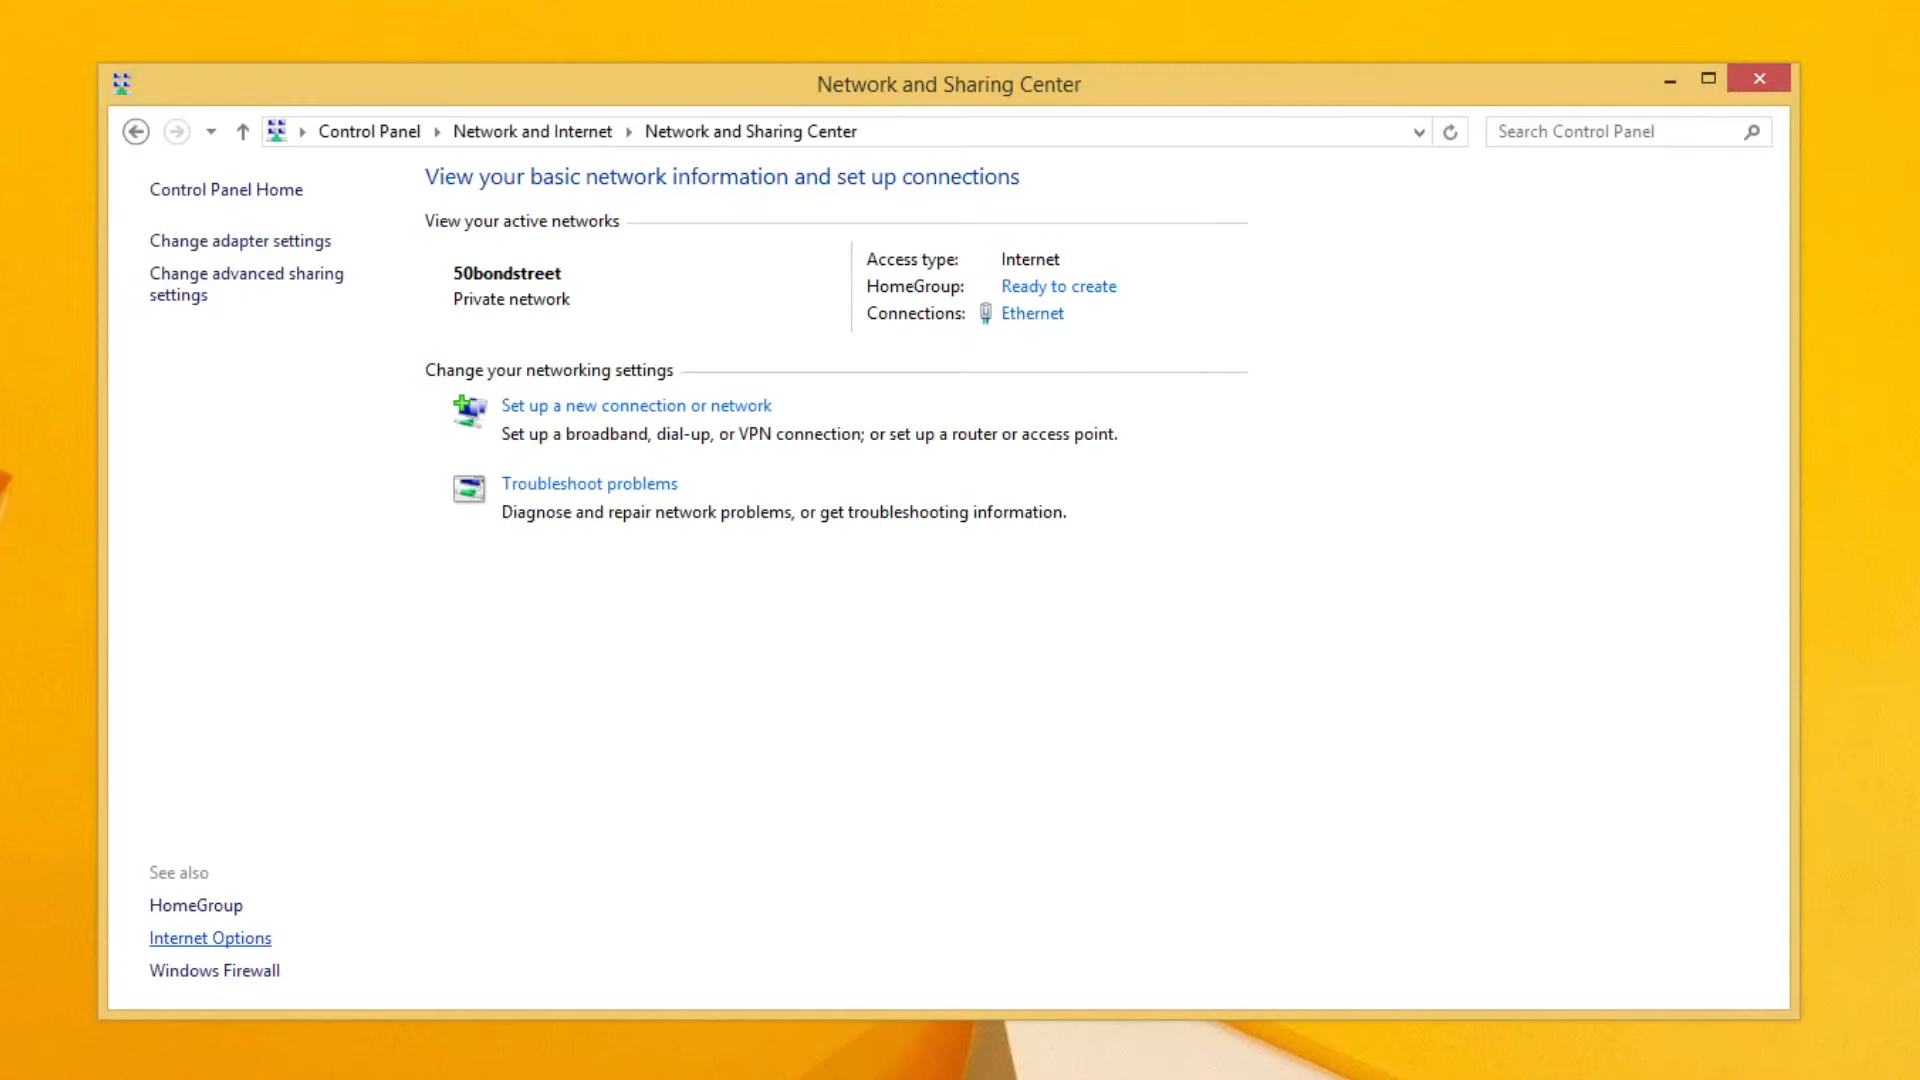 Network and Sharing Center
Control Panel Network and Internet Network and Sharing Center
Search Control Panel
Control Panel Home
Change adapter settings
Change advanced sharing
settings
View your basic network information and set up connections
View your active networks
50bondstreet
Private network
Access type: Internet
HomeGroup: Ready to create
Connections: Ethernet
Change your networking settings
Set up a new connection or network
Set up a broadband, dial-up, or VPN connection; or set up a router or access point.
Troubleshoot problems
Diagnose and repair network problems, or get troubleshooting information.
See also
HomeGroup
Internet Options
Windows Firewall